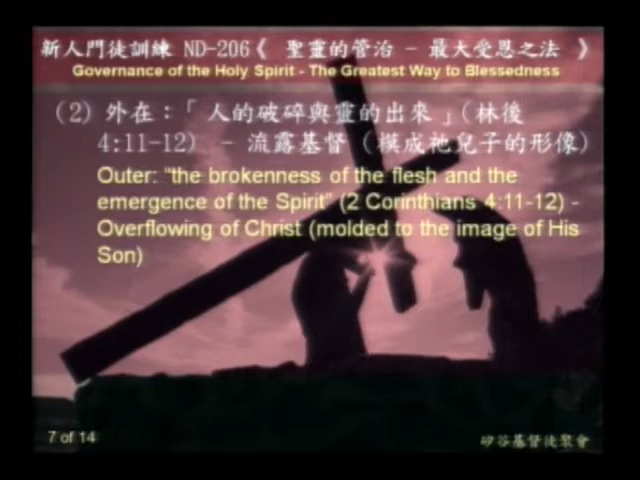 新人門徒訓練 ND-206《 聖靈的管治 - 最大受恩之法 》
Governance of the Holy Spirit - The Greatest Way to Blessedness
(2) 外在：「 人的破碎與靈的出來 」(林後
4:11-12) - 流露基督 (模成祂兒子的形像)
Outer: “the brokenness of the flesh and the
emergence of the Spirit” (2 Corinthians 4:11-12) -
Overflowing of Christ (molded to the image of His
Son)
7 of 14
矽谷基督徒聚會